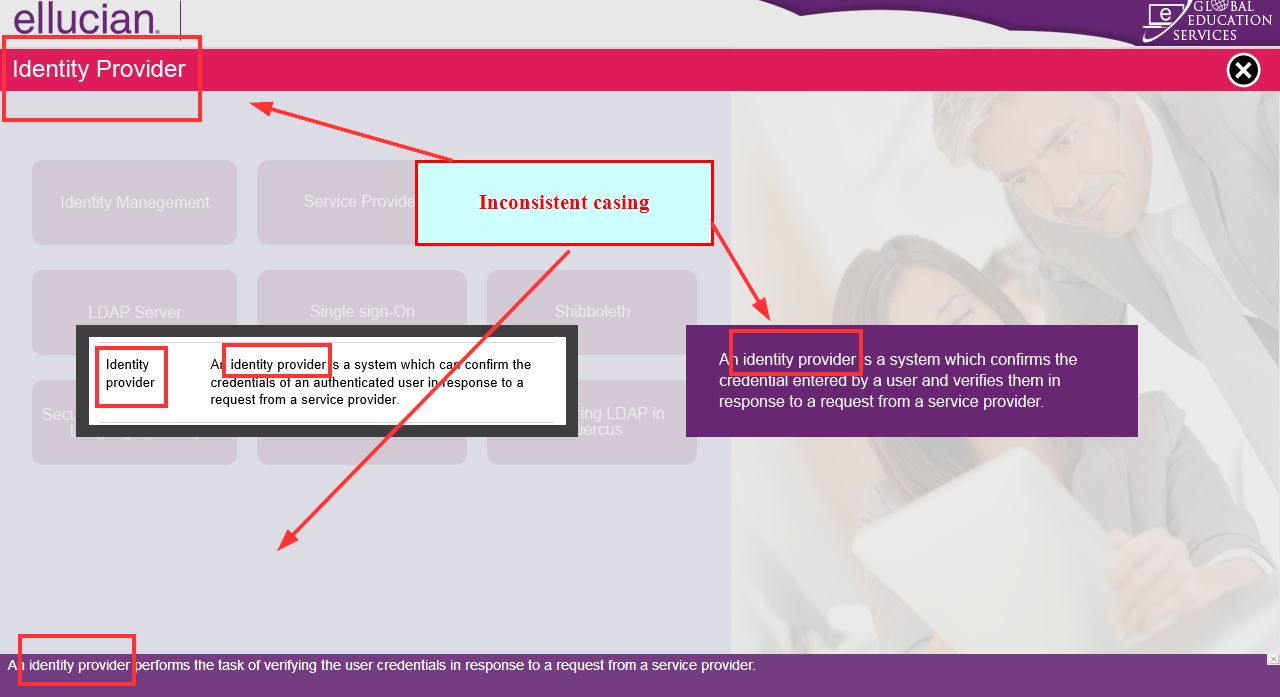 ellucian.
GLOBAL
EDUCATION
SERVICES
Identity Provider
Identity Management
Service Provide
Inconsistent casing
LDAP Server
Single sign-On
Shibboleth
Identity
provider
An identity provider is a system which can confirm the
credentials of an authenticated user in response to a
request from a service provider.
An identity provider is a system which confirms the
credential entered by a user and verifies them in
response to a request from a service provider.
Secu
ring LDAP in
uercus
An identity provider performs the task of verifying the user credentials in response to a request from a service provider.